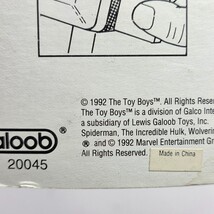 © 1992 The Toy Boys™. All Rights Reser
The Toy Boys™ is a division of Galco Inte
a subsidiary of Lewis Galoob Toys, Inc.
Spiderman, The Incredible Hulk, Wolverin
® and © 1992 Marvel Entertainment Gr
All Rights Reserved.
Made in China
aloob®
20045